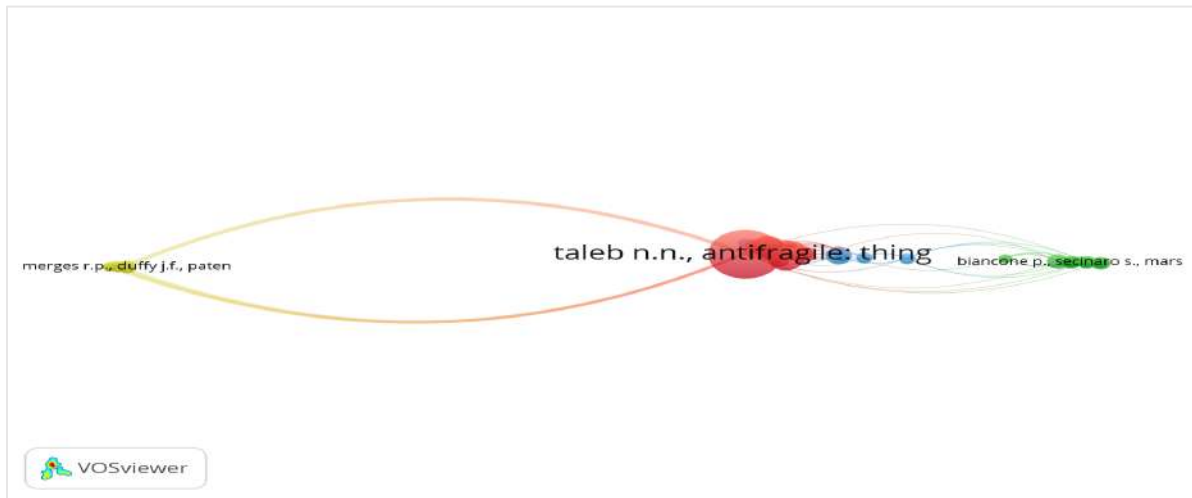 taleb n.n., antifragile: thing
merges r.p., duffy j.f., paten
biancone p., secinaro s., mars
VOSviewer